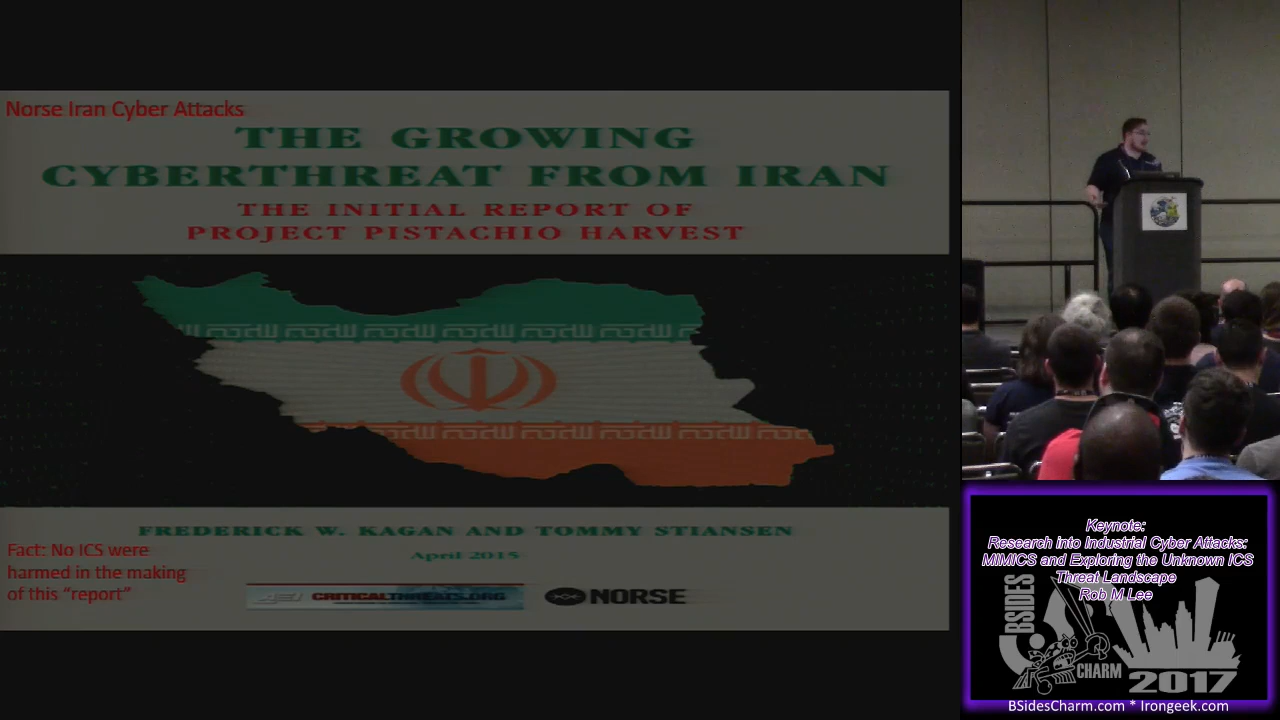 Norse Iran Cyber Attacks
THE GROWING
CYBERTHREAT FROM IRAN
THE INITIAL REPORT OF
PROJECT PISTACHIO HARVEST
FREDERICK W. KAGAN AND TOMMY STIANSEN
April 2015
Fact: No ICS were
harmed in the making
of this “report”
AEI
CRITICALTHREATS.ORG
NORSE
Keynote:
Research into Industrial Cyber Attacks:
MIMICS and Exploring the Unknown ICS
Threat Landscape
Rob M Lee
BSIDES
CHARM
2017
BSidesCharm.com * Irongeek.com